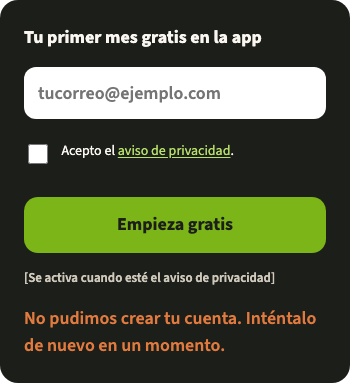 Tu primer mes gratis en la app
tucorreo@ejemplo.com
Acepto el aviso de privacidad.
Empieza gratis
[Se activa cuando esté el aviso de privacidad]
No pudimos crear tu cuenta. Inténtalo
de nuevo en un momento.